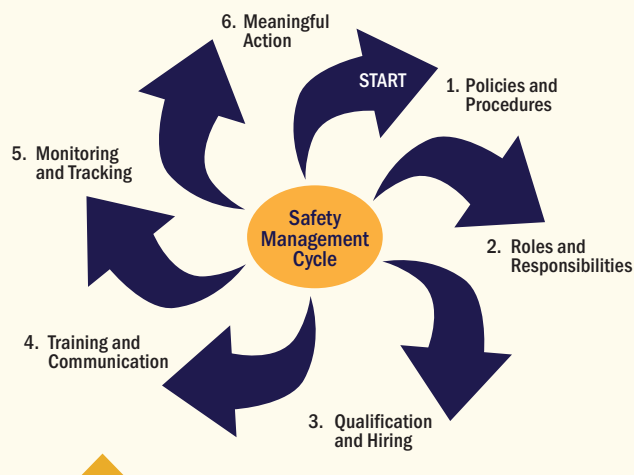 START
1. Policies and
Procedures
2. Roles and
Responsibilities
3. Qualification
and Hiring
4. Training and
Communication
5. Monitoring
and Tracking
6. Meaningful
Action
Safety
Management
Cycle